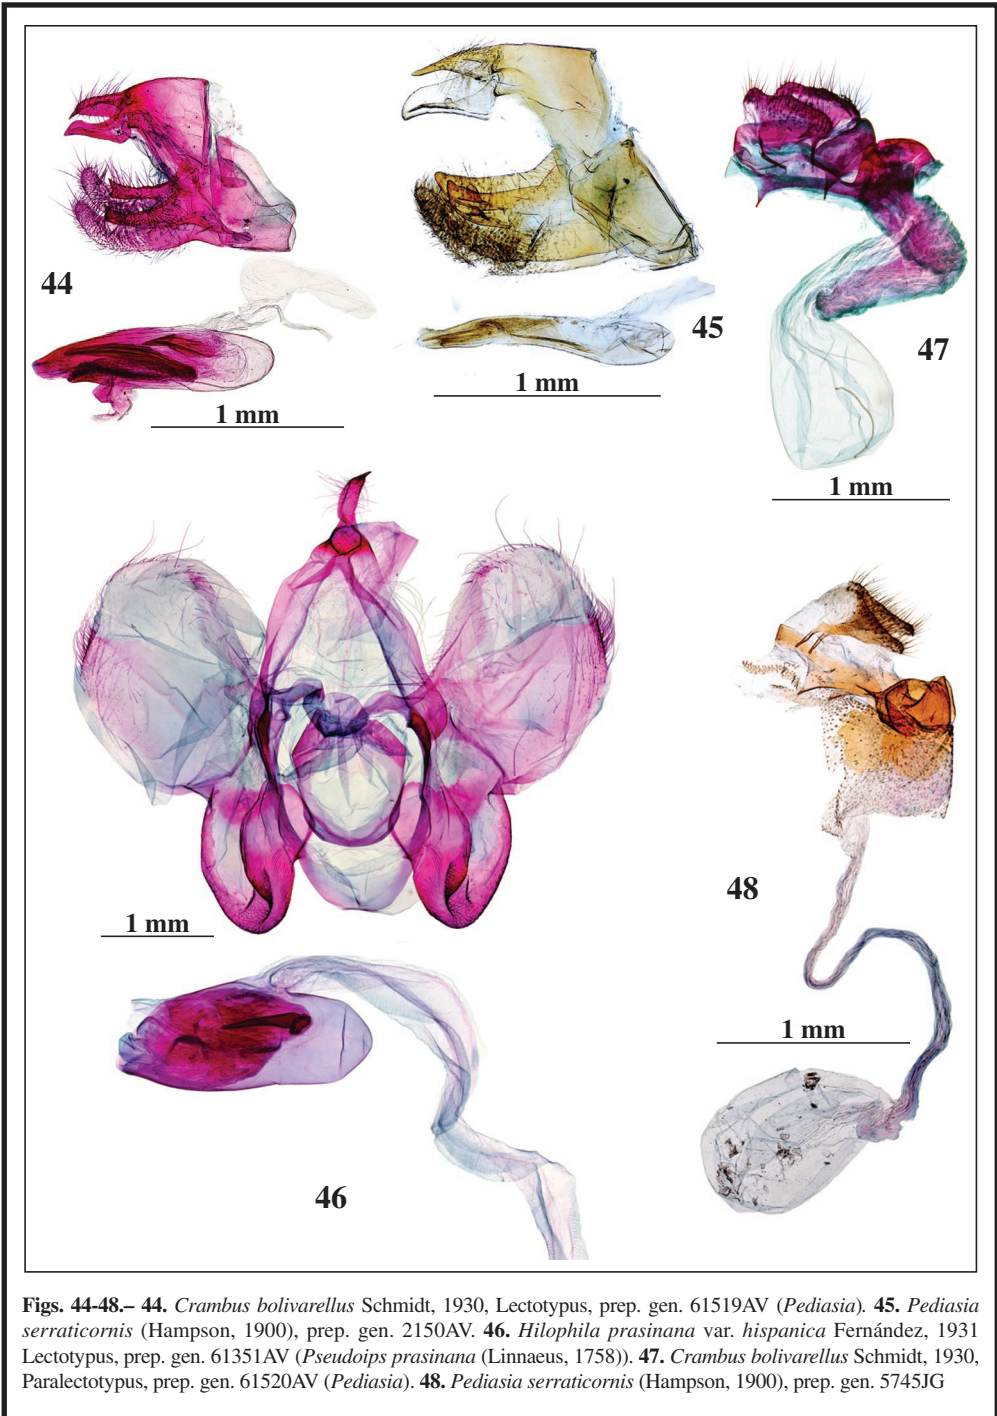 44
45
47
1 mm
1 mm
1 mm
48
1 mm
1 mm
46
Figs. 44-48.– 44. Crambus bolivarellus Schmidt, 1930, Lectotypus, prep. gen. 61519AV (Pediasia). 45. Pediasia
serraticornis (Hampson, 1900), prep. gen. 2150AV. 46. Hilophila prasinana var. hispanica Fernández, 1931
Lectotypus, prep. gen. 61351AV (Pseudoips prasinana (Linnaeus, 1758)). 47. Crambus bolivarellus Schmidt, 1930,
Paralectotypus, prep. gen. 61520AV (Pediasia). 48. Pediasia serraticornis (Hampson, 1900), prep. gen. 5745JG